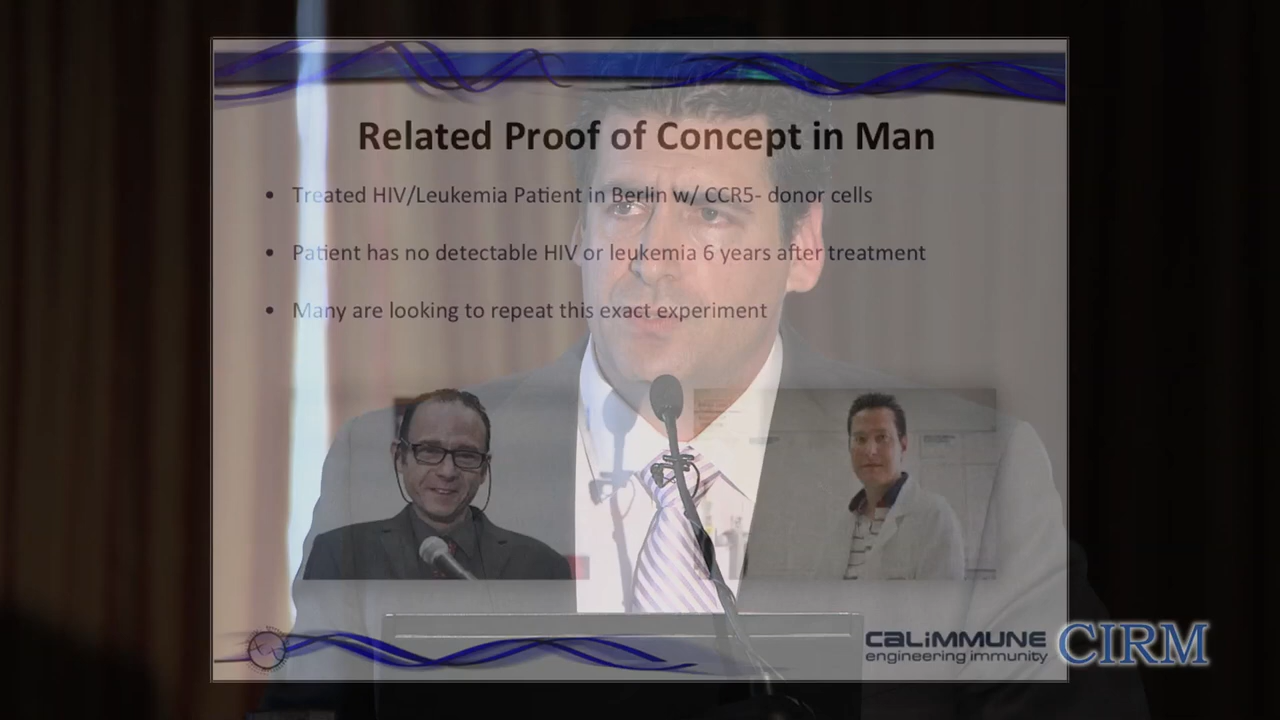 Related Proof of Concept in Man
• Treated HIV/Leukemia Patient in Berlin w/ CCR5- donor cells
• Patient has no detectable HIV or leukemia 6 years after treatment
• Many are looking to repeat this exact experiment
CALIMMUNE
engineering immunity
CIRM